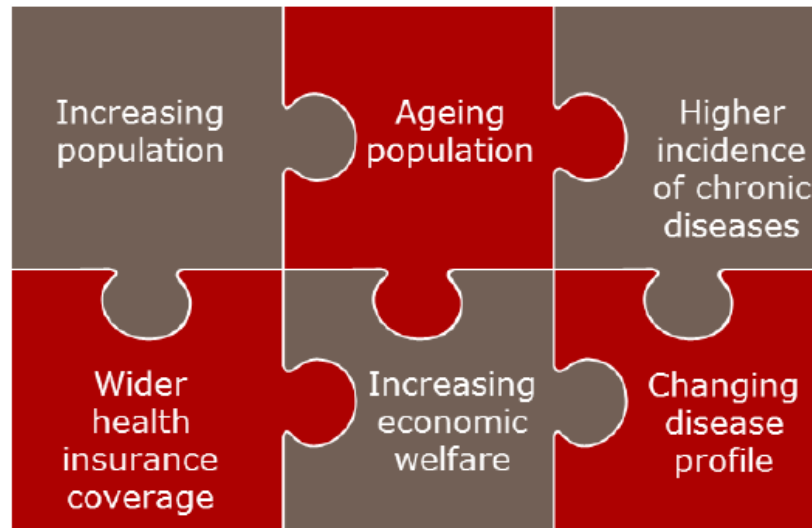 Increasing
population
Ageing
population
Higher
incidence
of chronic
diseases
Wider
health
insurance
coverage
Increasing
economic
welfare
Changing
disease
profile